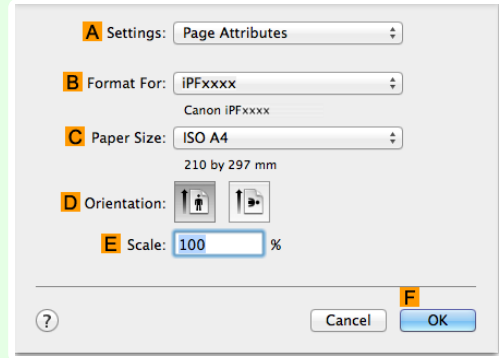 A Settings: Page Attributes
B Format For: iPFxxxx
Canon iPFxxxx
C Paper Size: ISO A4
210 by 297 mm
D Orientation:
E Scale: 100 %
F
? Cancel OK